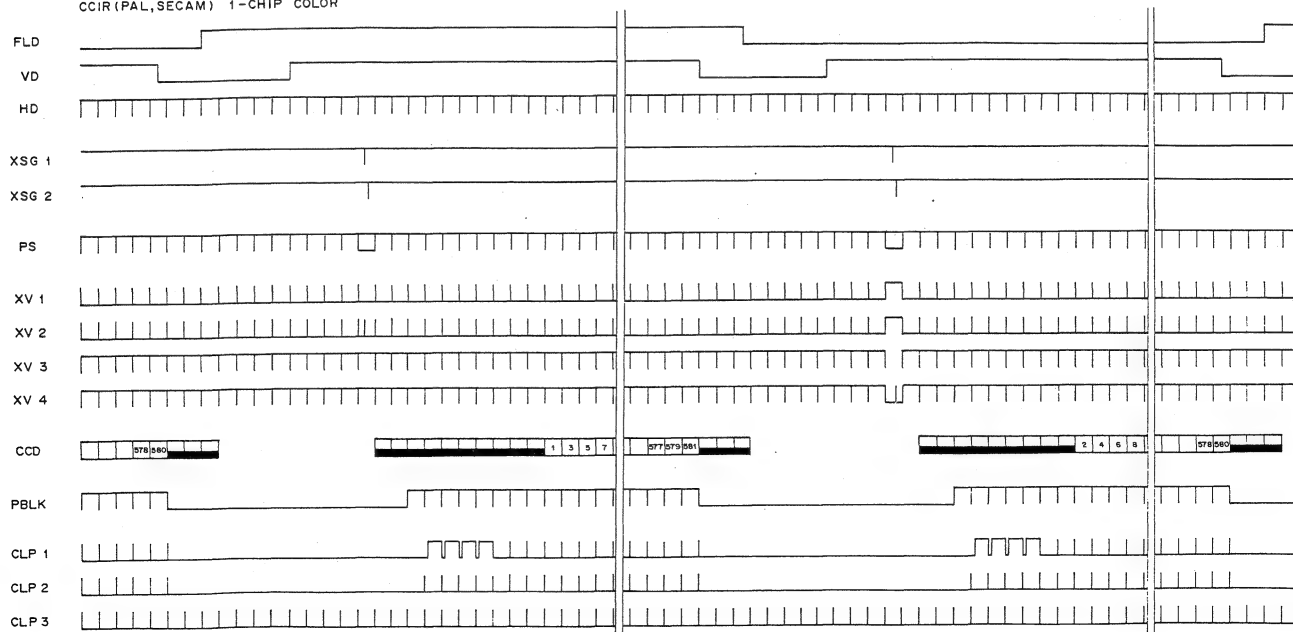 CCIR(PAL,SECAM) 1-CHIP COLOR
FLD
VD
HD
XSG 1
XSG 2
PS
XV 1
XV 2
XV 3
XV 4
CCD 578 580 1 3 5 7 577 579 581 2 4 6 8 578 580
PBLK
CLP 1
CLP 2
CLP 3